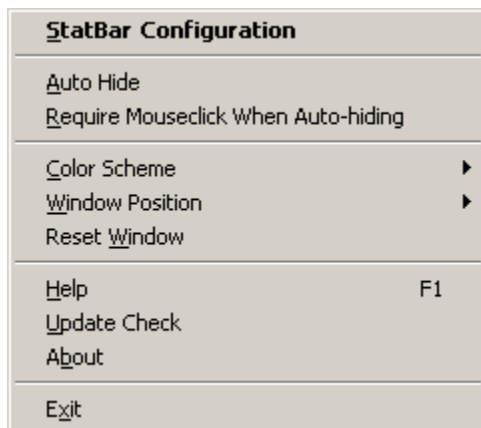 StatBar Configuration
Auto Hide
Require Mouseclick When Auto-hiding
Color Scheme
Window Position
Reset Window
Help F1
Update Check
About
Exit